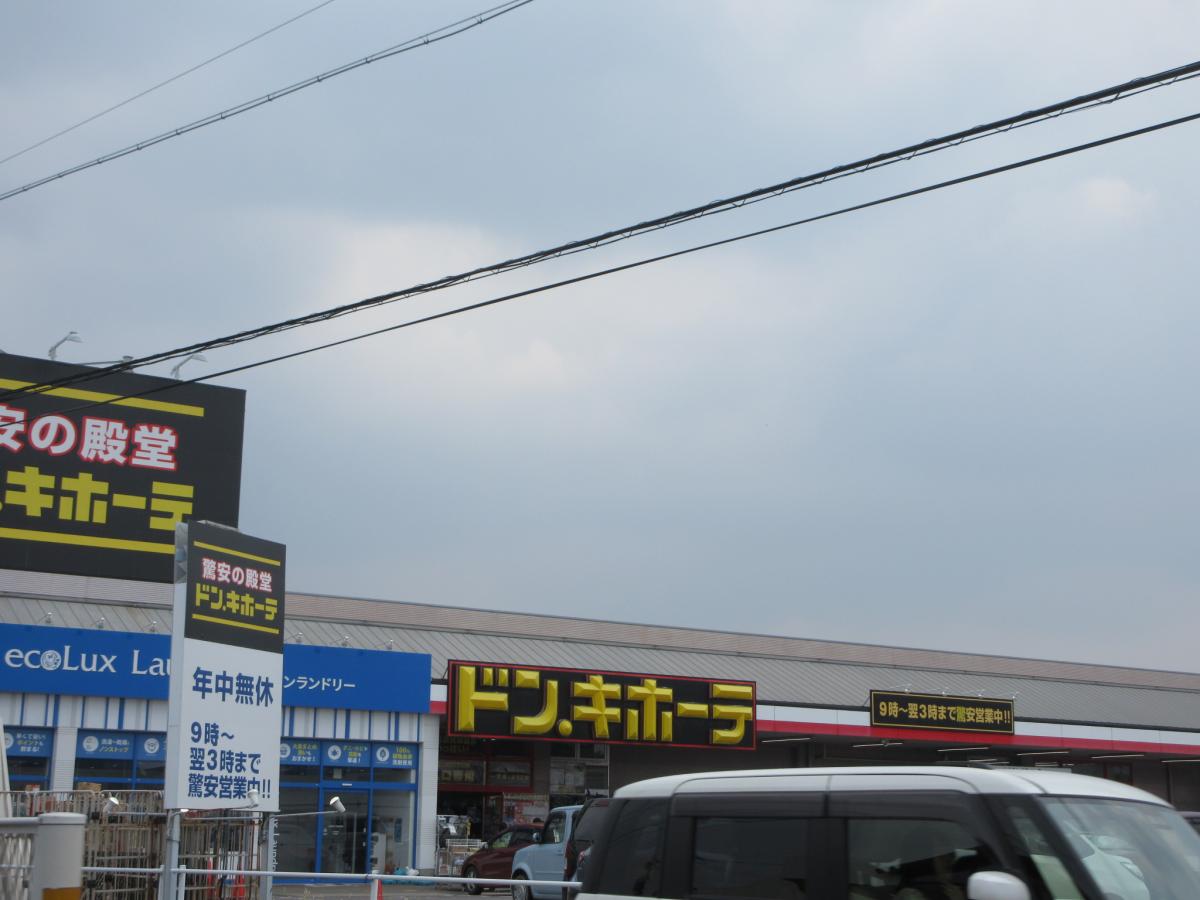 安の殿堂
ドン.キホーテ
驚安の殿堂
ドン.キホーテ
年中無休
9時～
翌3時まで
驚安営業中!!
ecoLux Lau
ンランドリー
ドン.キホーテ
9時～翌3時まで驚安営業中!!